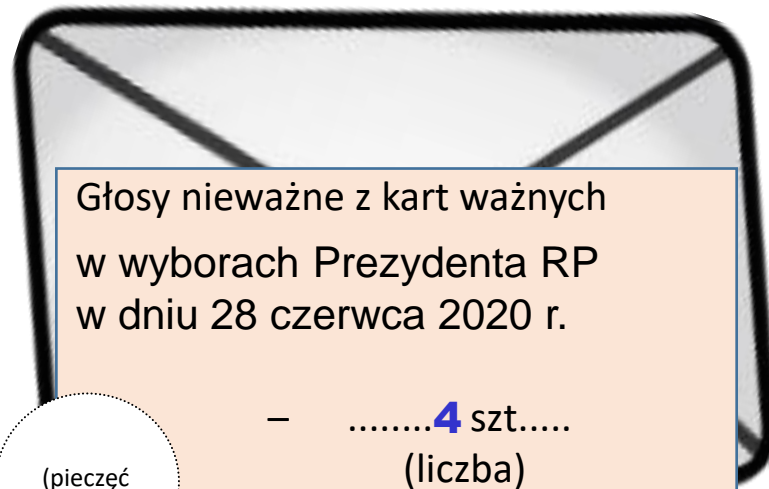 Głosy nieważne z kart ważnych
w wyborach Prezydenta RP
w dniu 28 czerwca 2020 r.
– ........4 szt.....
(liczba)
(pieczęć